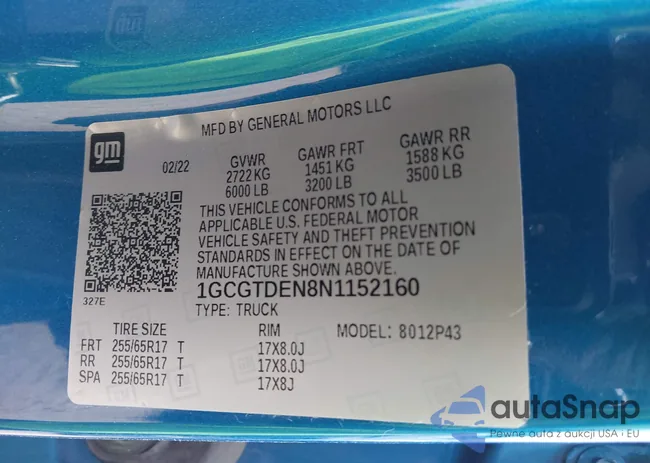 MFD BY GENERAL MOTORS LLC
gm
02/22
GVWR GAWR FRT GAWR RR
2722 KG 1451 KG 1588 KG
6000 LB 3200 LB 3500 LB
THIS VEHICLE CONFORMS TO ALL
APPLICABLE U.S. FEDERAL MOTOR
VEHICLE SAFETY AND THEFT PREVENTION
STANDARDS IN EFFECT ON THE DATE OF
MANUFACTURE SHOWN ABOVE.
327E
1GCGTDEN8N1152160
TYPE: TRUCK
TIRE SIZE RIM MODEL: 8012P43
FRT 255/65R17 T 17X8.0J
RR 255/65R17 T 17X8.0J
SPA 255/65R17 T 17X8J
autaSnap
Pewne auta z aukcji USA i EU